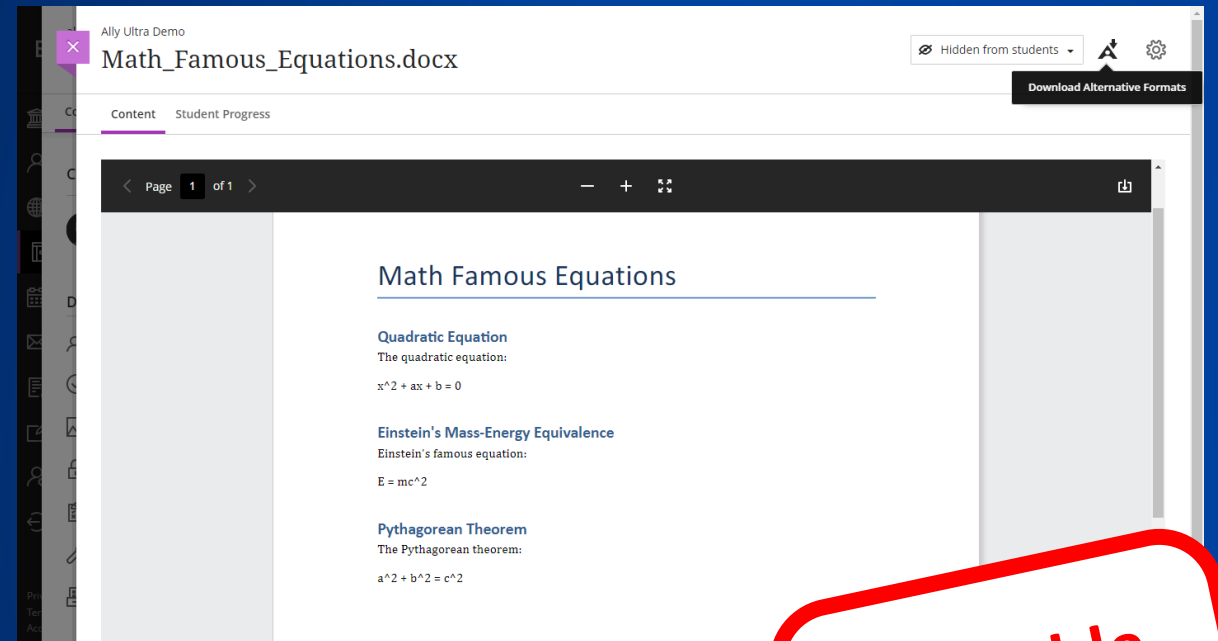 Ally Ultra Demo
Math_Famous_Equations.docx
Hidden from students
Download Alternative Formats
Content
Student Progress
Page 1 of 1
Math Famous Equations
Quadratic Equation
The quadratic equation:
x^2 + ax + b = 0
Einstein's Mass-Energy Equivalence
Einstein's famous equation:
E = mc^2
Pythagorean Theorem
The Pythagorean theorem:
a^2 + b^2 = c^2